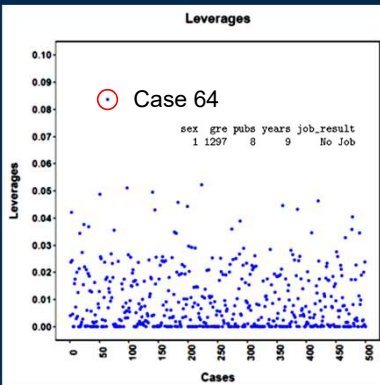 Leverages
0.10
0.09
Case 64
0.08
sex gre pubs years job_result
0.07
1 1297 8 9 No Job
0.06
Leverages
0.05
0.04
0.03
0.02
0.01
0.00
0 50 100 150 200 250 300 350 400 450 500
Cases